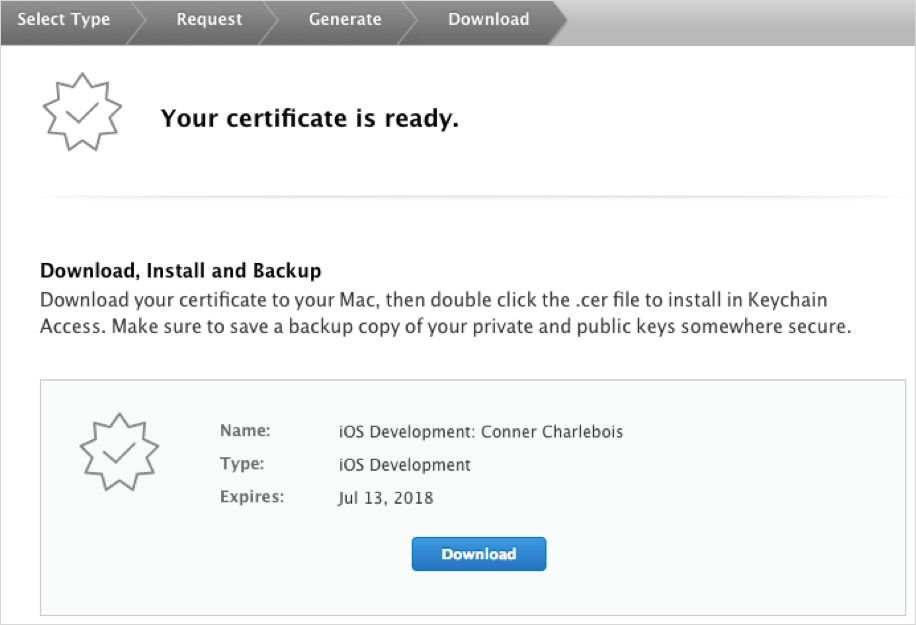 Select Type Request Generate Download
Your certificate is ready.
Download, Install and Backup
Download your certificate to your Mac, then double click the .cer file to install in Keychain
Access. Make sure to save a backup copy of your private and public keys somewhere secure.
Name: iOS Development: Conner Charlebois
Type: iOS Development
Expires: Jul 13, 2018
Download